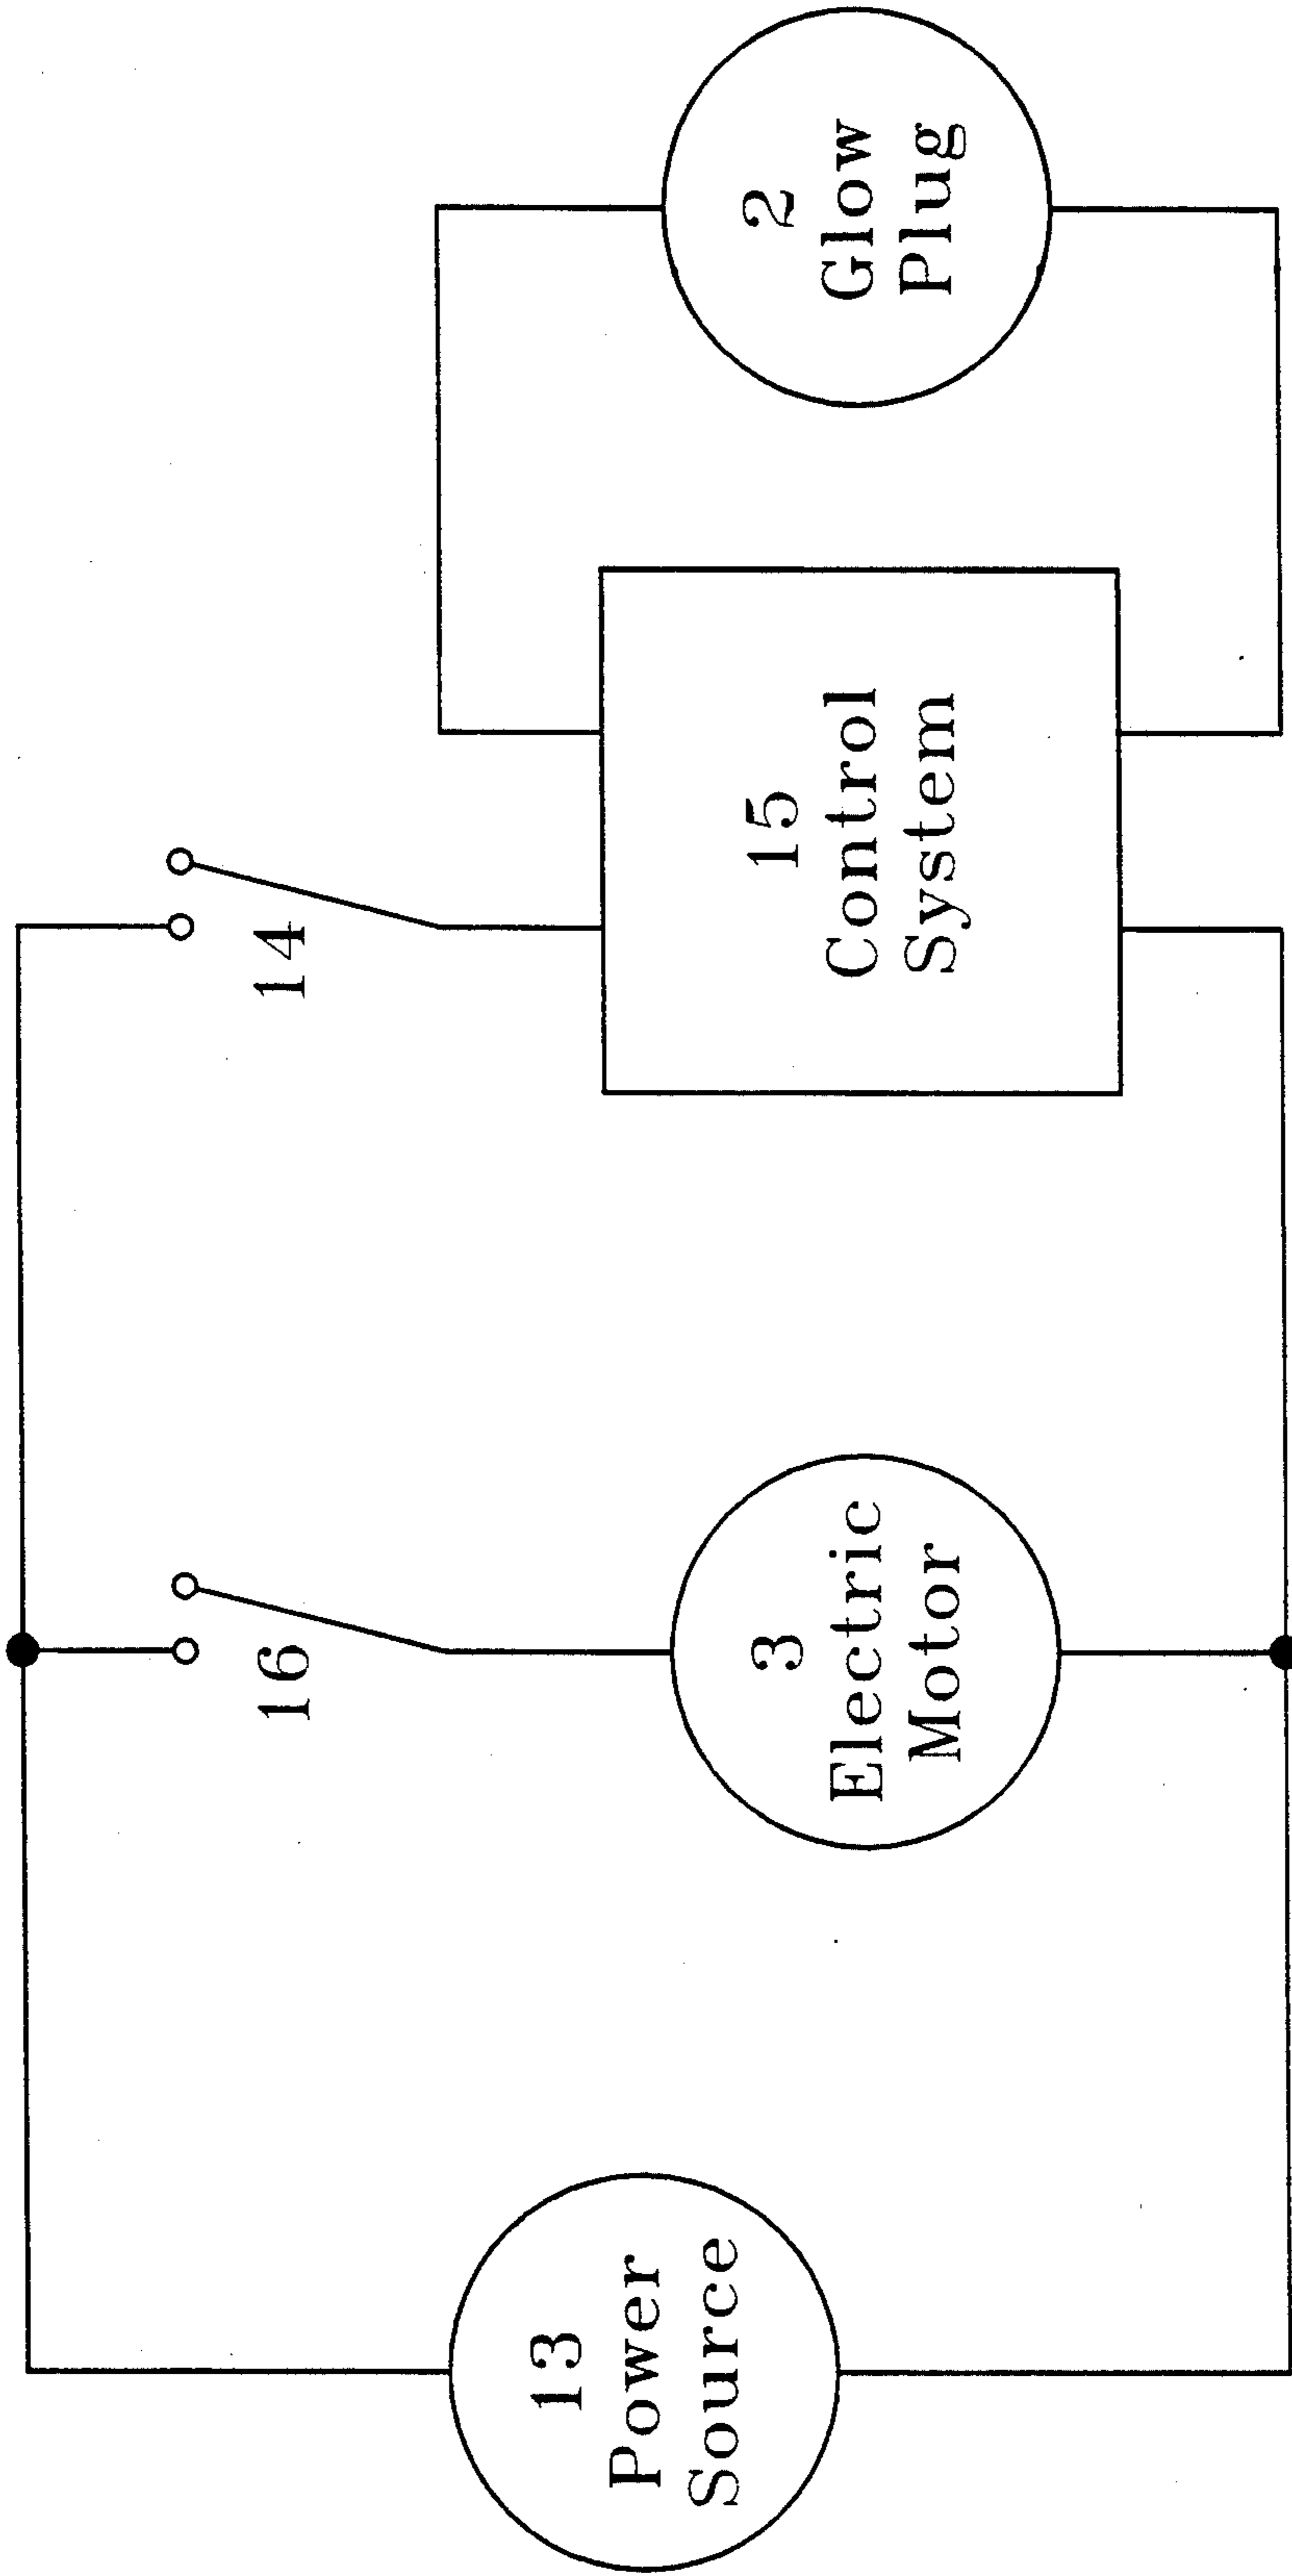 13
Power
Source
16
3
Electric
Motor
14
15
Control
System
2
Glow
Plug